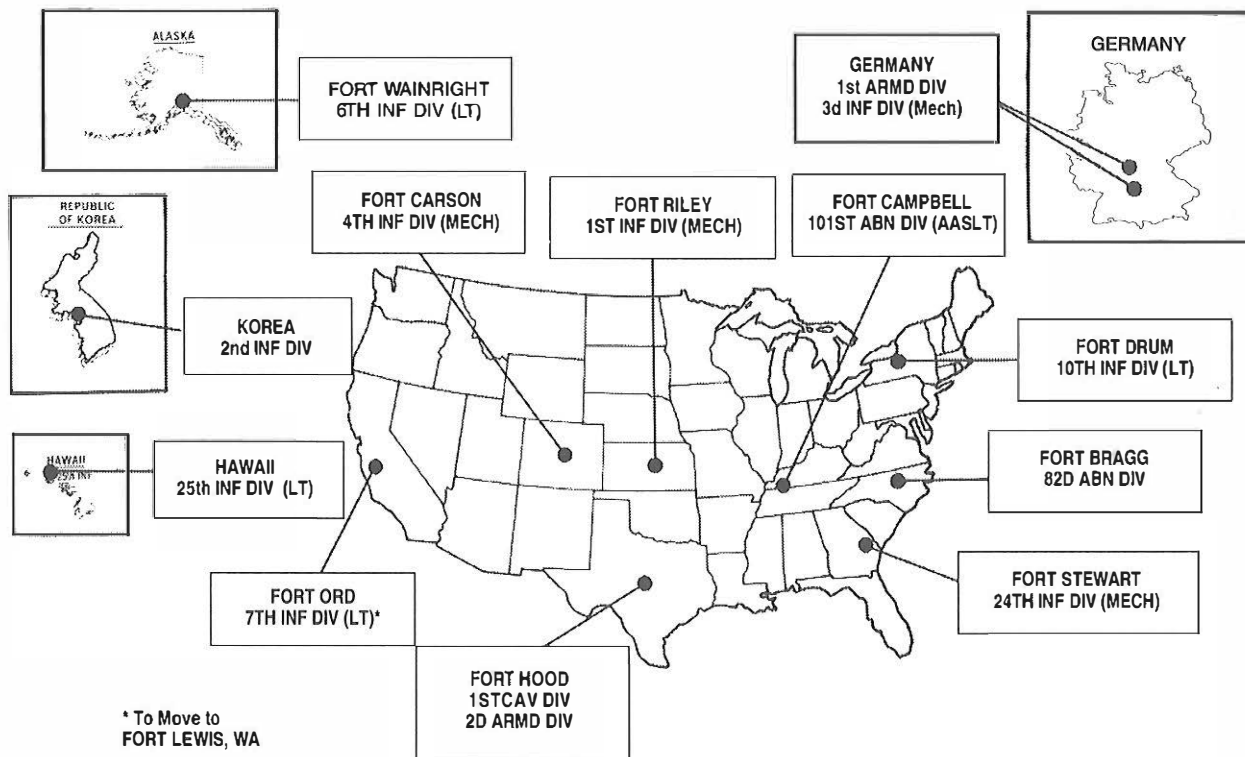 ALASKA
FORT WAINRIGHT
6TH INF DIV (LT)
GERMANY
1st ARMD DIV
3d INF DIV (Mech)
GERMANY
REPUBLIC
OF KOREA
FORT CARSON
4TH INF DIV (MECH)
FORT RILEY
1ST INF DIV (MECH)
FORT CAMPBELL
101ST ABN DIV (AASLT)
KOREA
2nd INF DIV
FORT DRUM
10TH INF DIV (LT)
HAWAII
HAWAII
25th INF DIV (LT)
FORT BRAGG
82D ABN DIV
FORT ORD
7TH INF DIV (LT)*
FORT STEWART
24TH INF DIV (MECH)
FORT HOOD
1STCAV DIV
2D ARMD DIV
* To Move to
FORT LEWIS, WA